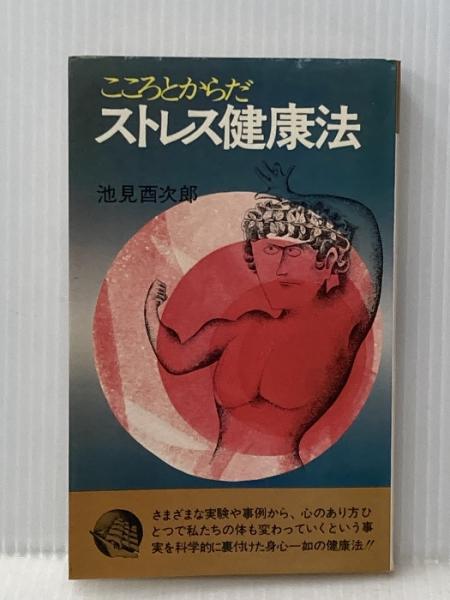 こころとからだ
ストレス健康法
池見酉次郎
さまざまな実験や事例から、心のあり方ひ
とつで私たちの体も変わっていくという事
実を科学的に裏付けた身心一如の健康法!!